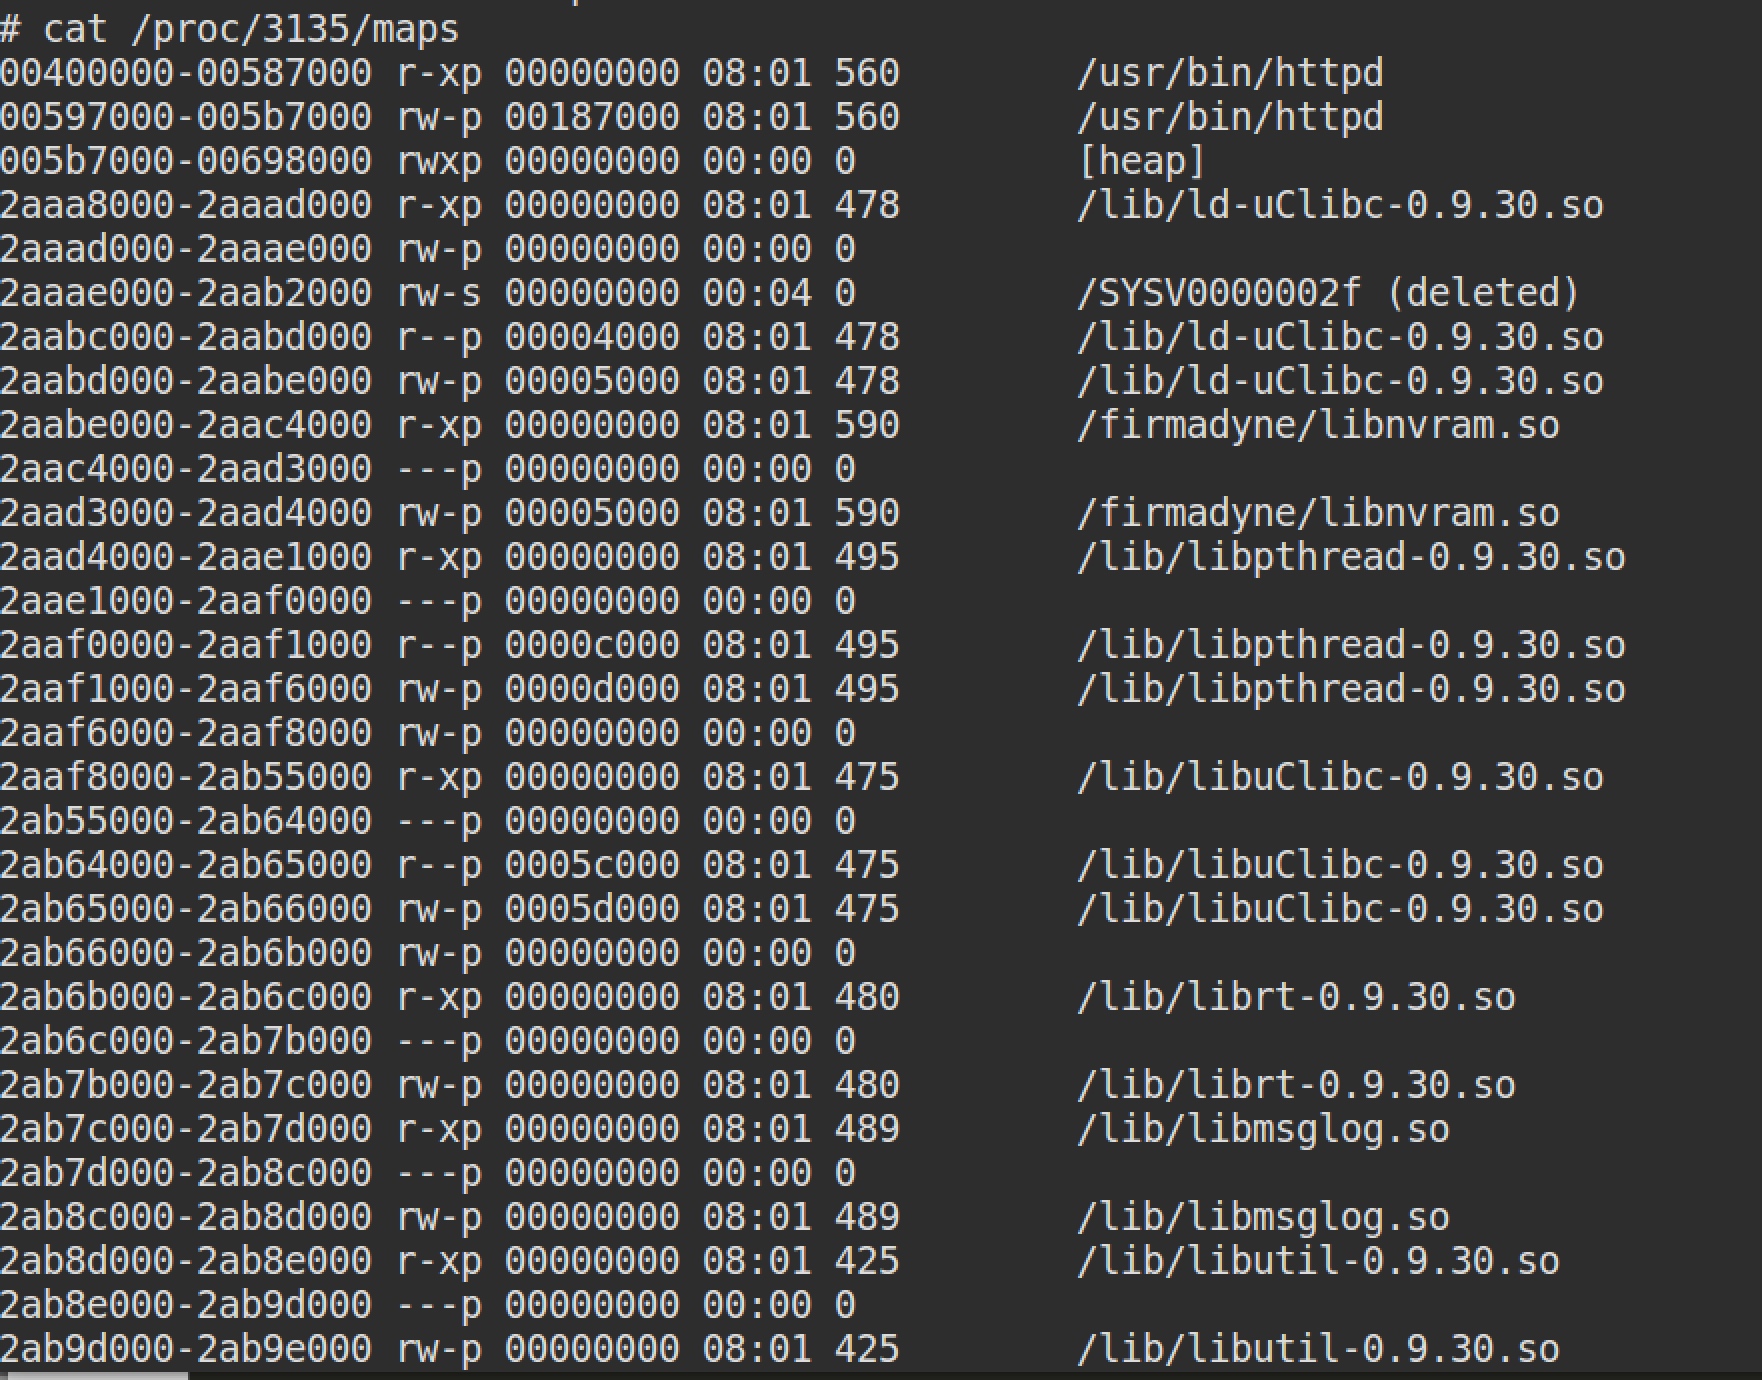 # cat /proc/3135/maps
00400000-00587000 r-xp 00000000 08:01 560        /usr/bin/httpd
00597000-005b7000 rw-p 00187000 08:01 560        /usr/bin/httpd
005b7000-00698000 rwxp 00000000 00:00 0          [heap]
2aaa8000-2aaad000 r-xp 00000000 08:01 478        /lib/ld-uClibc-0.9.30.so
2aaad000-2aaae000 rw-p 00000000 00:00 0
2aaae000-2aab2000 rw-s 00000000 00:04 0          /SYSV0000002f (deleted)
2aabc000-2aabd000 r--p 00004000 08:01 478        /lib/ld-uClibc-0.9.30.so
2aabd000-2aabe000 rw-p 00005000 08:01 478        /lib/ld-uClibc-0.9.30.so
2aabe000-2aac4000 r-xp 00000000 08:01 590        /firmadyne/libnvram.so
2aac4000-2aad3000 ---p 00000000 00:00 0
2aad3000-2aad4000 rw-p 00005000 08:01 590        /firmadyne/libnvram.so
2aad4000-2aae1000 r-xp 00000000 08:01 495        /lib/libpthread-0.9.30.so
2aae1000-2aaf0000 ---p 00000000 00:00 0
2aaf0000-2aaf1000 r--p 0000c000 08:01 495        /lib/libpthread-0.9.30.so
2aaf1000-2aaf6000 rw-p 0000d000 08:01 495        /lib/libpthread-0.9.30.so
2aaf6000-2aaf8000 rw-p 00000000 00:00 0
2aaf8000-2ab55000 r-xp 00000000 08:01 475        /lib/libuClibc-0.9.30.so
2ab55000-2ab64000 ---p 00000000 00:00 0
2ab64000-2ab65000 r--p 0005c000 08:01 475        /lib/libuClibc-0.9.30.so
2ab65000-2ab66000 rw-p 0005d000 08:01 475        /lib/libuClibc-0.9.30.so
2ab66000-2ab6b000 rw-p 00000000 00:00 0
2ab6b000-2ab6c000 r-xp 00000000 08:01 480        /lib/librt-0.9.30.so
2ab6c000-2ab7b000 ---p 00000000 00:00 0
2ab7b000-2ab7c000 rw-p 00000000 08:01 480        /lib/librt-0.9.30.so
2ab7c000-2ab7d000 r-xp 00000000 08:01 489        /lib/libmsglog.so
2ab7d000-2ab8c000 ---p 00000000 00:00 0
2ab8c000-2ab8d000 rw-p 00000000 08:01 489        /lib/libmsglog.so
2ab8d000-2ab8e000 r-xp 00000000 08:01 425        /lib/libutil-0.9.30.so
2ab8e000-2ab9d000 ---p 00000000 00:00 0
2ab9d000-2ab9e000 rw-p 00000000 08:01 425        /lib/libutil-0.9.30.so